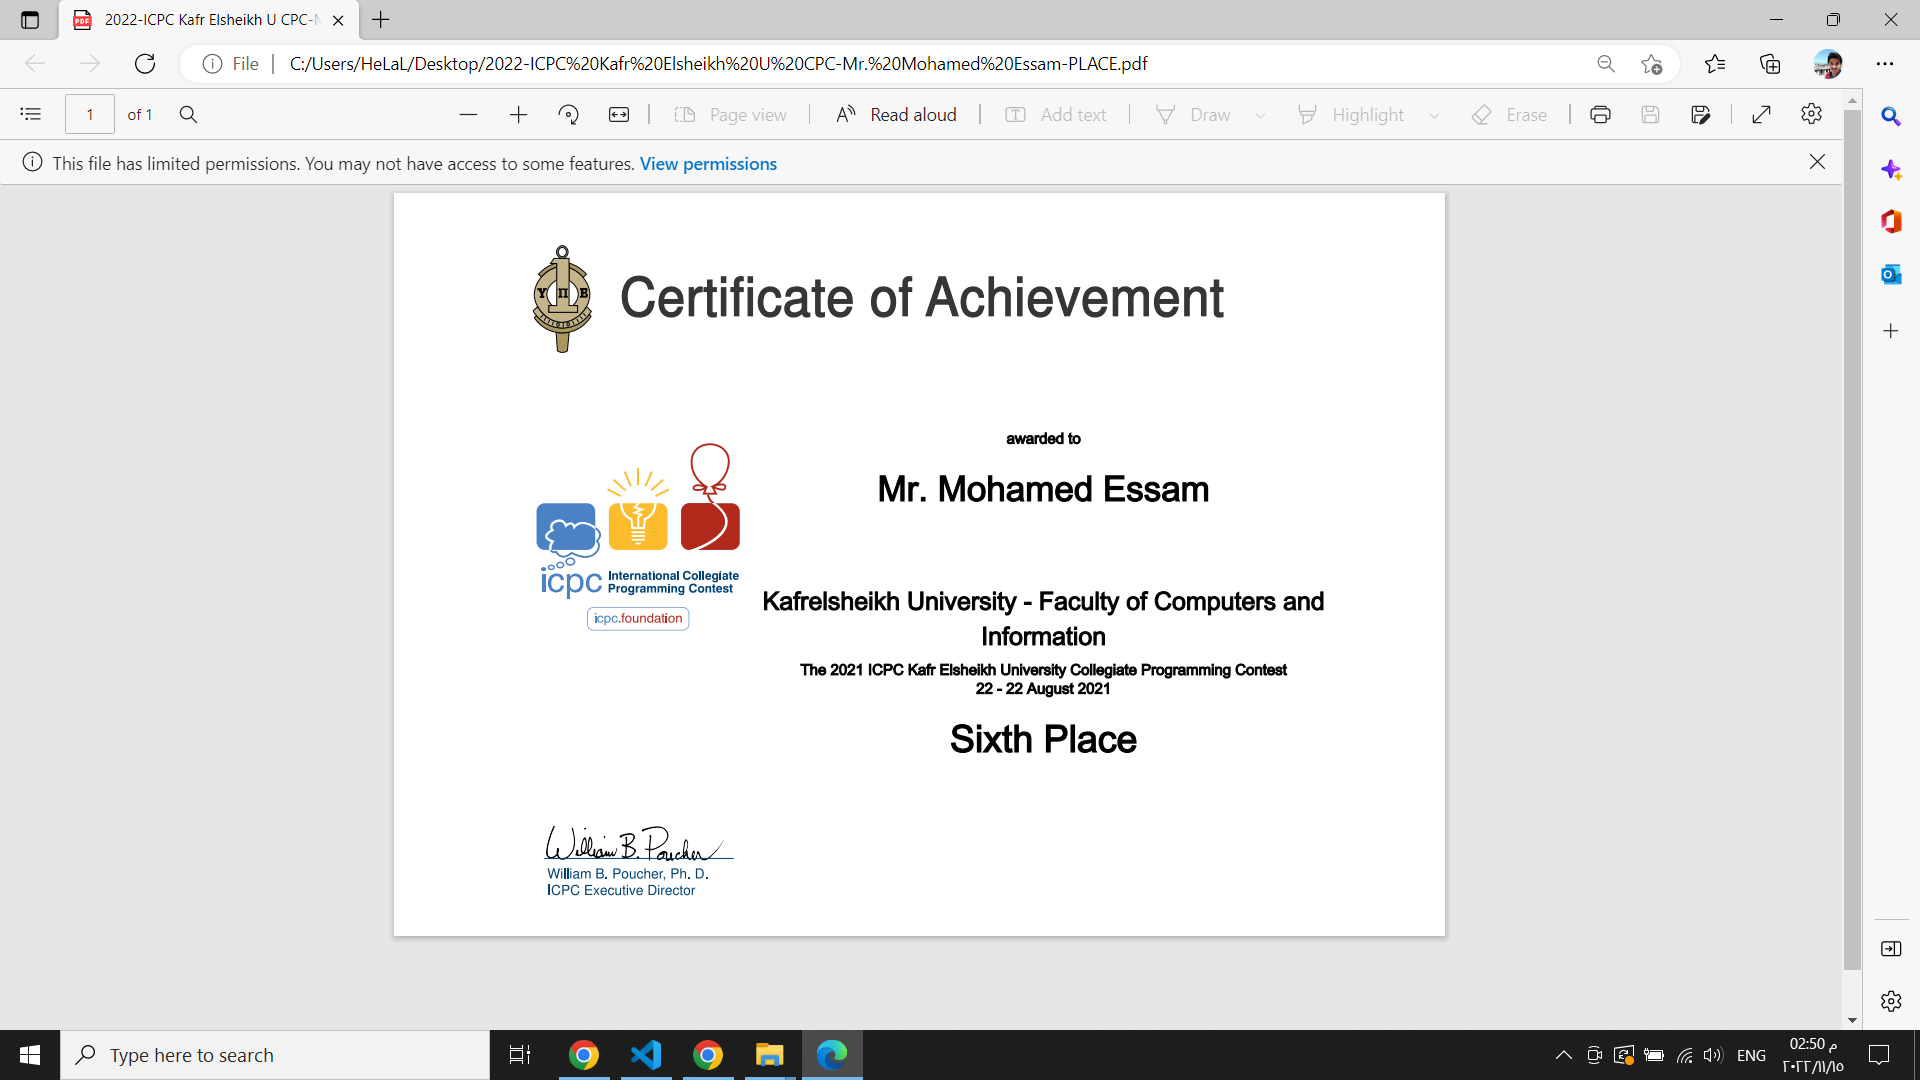 2022-ICPC Kafr Elsheikh U CPC-M
File
C:/Users/HeLaL/Desktop/2022-ICPC%20Kafr%20Elsheikh%20U%20CPC-Mr.%20Mohamed%20Essam-PLACE.pdf
1 of 1
Page view
Read aloud
Add text
Draw
Highlight
Erase
This file has limited permissions. You may not have access to some features. View permissions
Υ Π Β
Certificate of Achievement
awarded to
Mr. Mohamed Essam
icpc International Collegiate
Programming Contest
icpc.foundation
Kafrelsheikh University - Faculty of Computers and
Information
The 2021 ICPC Kafr Elsheikh University Collegiate Programming Contest
22 - 22 August 2021
Sixth Place
William B. Poucher
William B. Poucher, Ph. D.
ICPC Executive Director
Type here to search
ENG
02:50 م
٢٠٢٢/١١/١٥